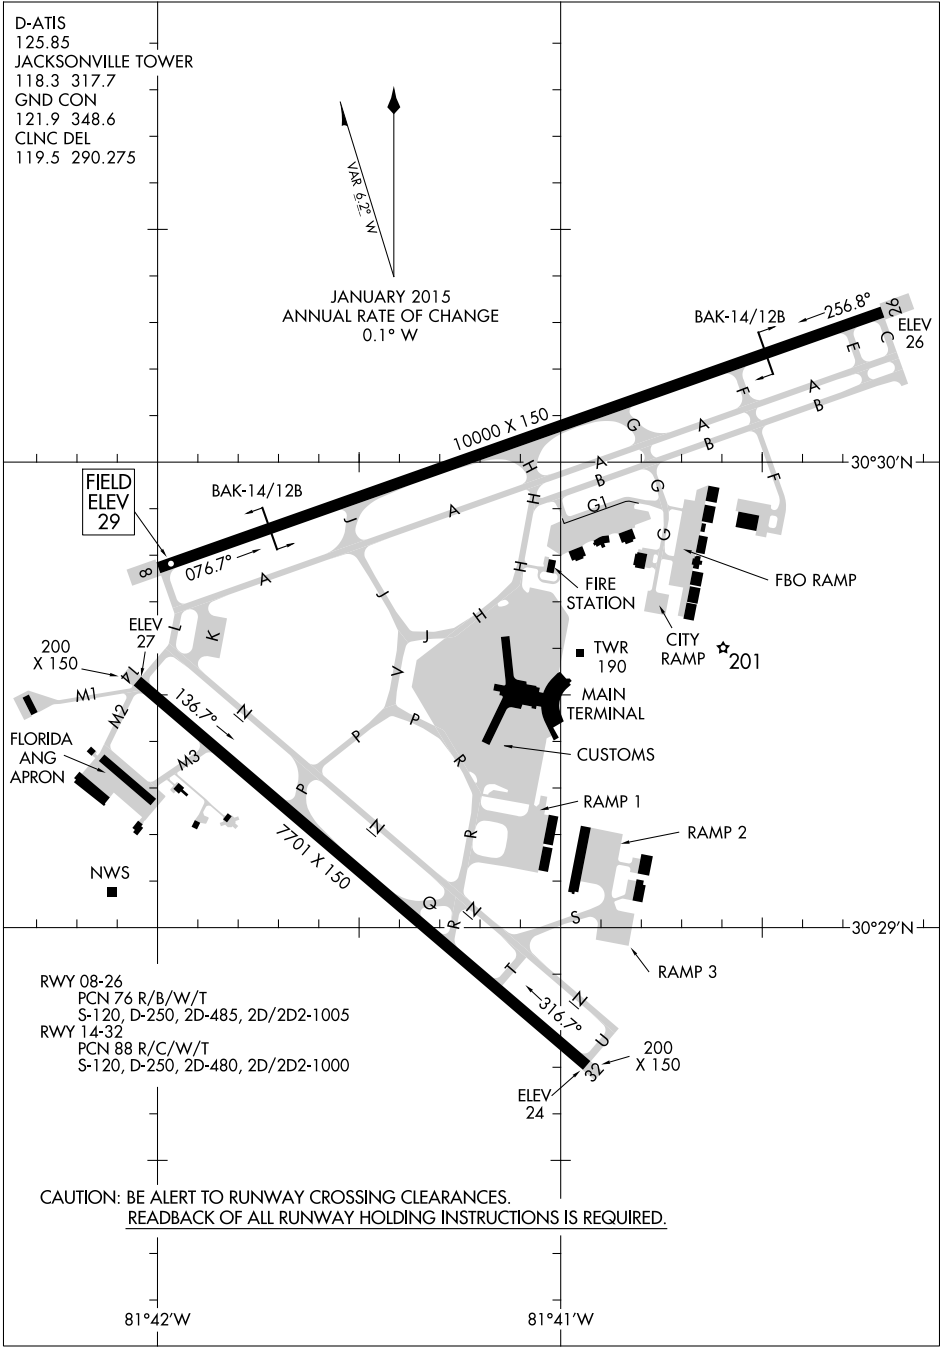 D-ATIS
125.85
JACKSONVILLE TOWER
118.3 317.7
GND CON
121.9 348.6
CLNC DEL
119.5 290.275
VAR 6.2° W
JANUARY 2015
ANNUAL RATE OF CHANGE
0.1° W
BAK-14/12B
256.8°
26
ELEV
26
C
E
F
A
B
10000 X 150
G
A
B
H
A
B
30°30'N
FIELD
ELEV
29
BAK-14/12B
J
A
H
G1
G
F
G
8
076.7°
A
H
FBO RAMP
FIRE
STATION
J
ELEV
27
L
K
J
H
CITY
RAMP
200
X 150
14
TWR
190
201
M1
V
MAIN
TERMINAL
136.7°
N
M2
P
P
FLORIDA
ANG
APRON
M3
R
CUSTOMS
P
RAMP 1
N
R
RAMP 2
7701 X 150
NWS
Q
N
R
S
30°29'N
T
RAMP 3
RWY 08-26
PCN 76 R/B/W/T
S-120, D-250, 2D-485, 2D/2D2-1005
RWY 14-32
PCN 88 R/C/W/T
S-120, D-250, 2D-480, 2D/2D2-1000
316.7°
N
U
32
200
X 150
ELEV
24
CAUTION: BE ALERT TO RUNWAY CROSSING CLEARANCES.
READBACK OF ALL RUNWAY HOLDING INSTRUCTIONS IS REQUIRED.
81°42'W
81°41'W